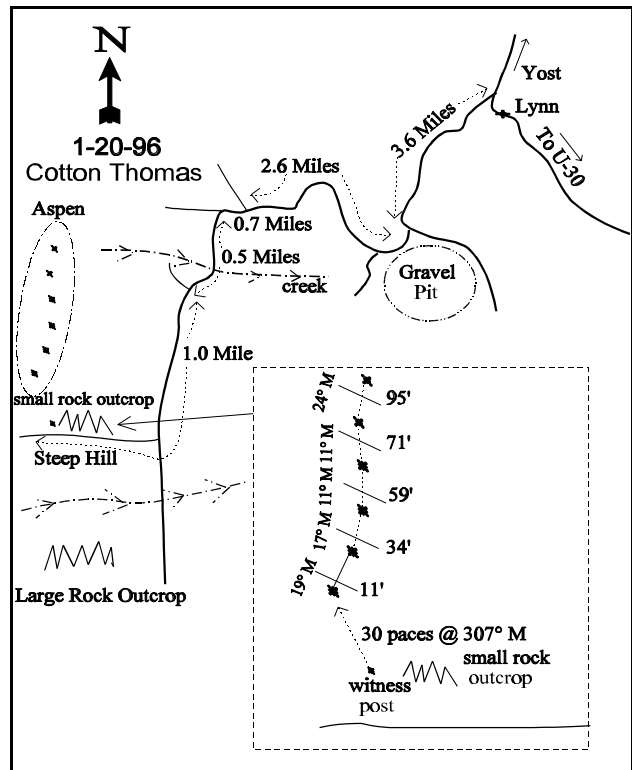 N
1-20-96
Cotton Thomas
Yost
Lynn
To U-30
3.6 Miles
2.6 Miles
Aspen
0.7 Miles
0.5 Miles
creek
Gravel
Pit
1.0 Mile
small rock outcrop
Steep Hill
Large Rock Outcrop
24° M
95'
11° M
71'
11° M
59'
17° M
34'
19° M
11'
30 paces @ 307° M
small rock
outcrop
witness
post